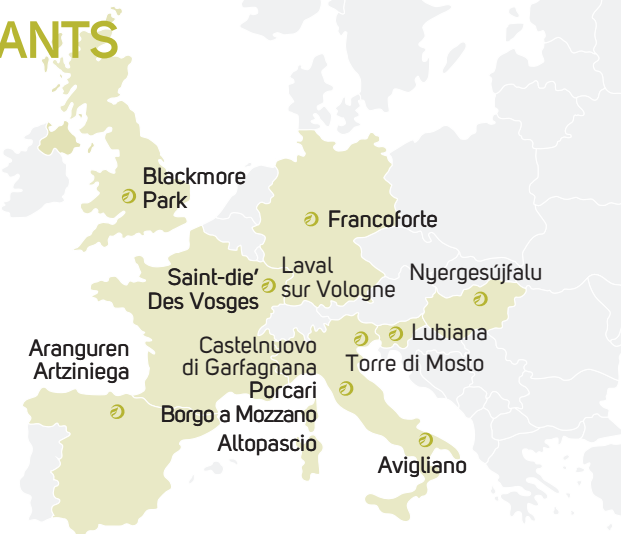 ANTS
Blackmore
Park
Francoforte
Saint-die’
Des Vosges
Laval
sur Vologne
Nyergesújfalu
Lubiana
Torre di Mosto
Aranguren
Artziniega
Castelnuovo
di Garfagnana
Porcari
Borgo a Mozzano
Altopascio
Avigliano